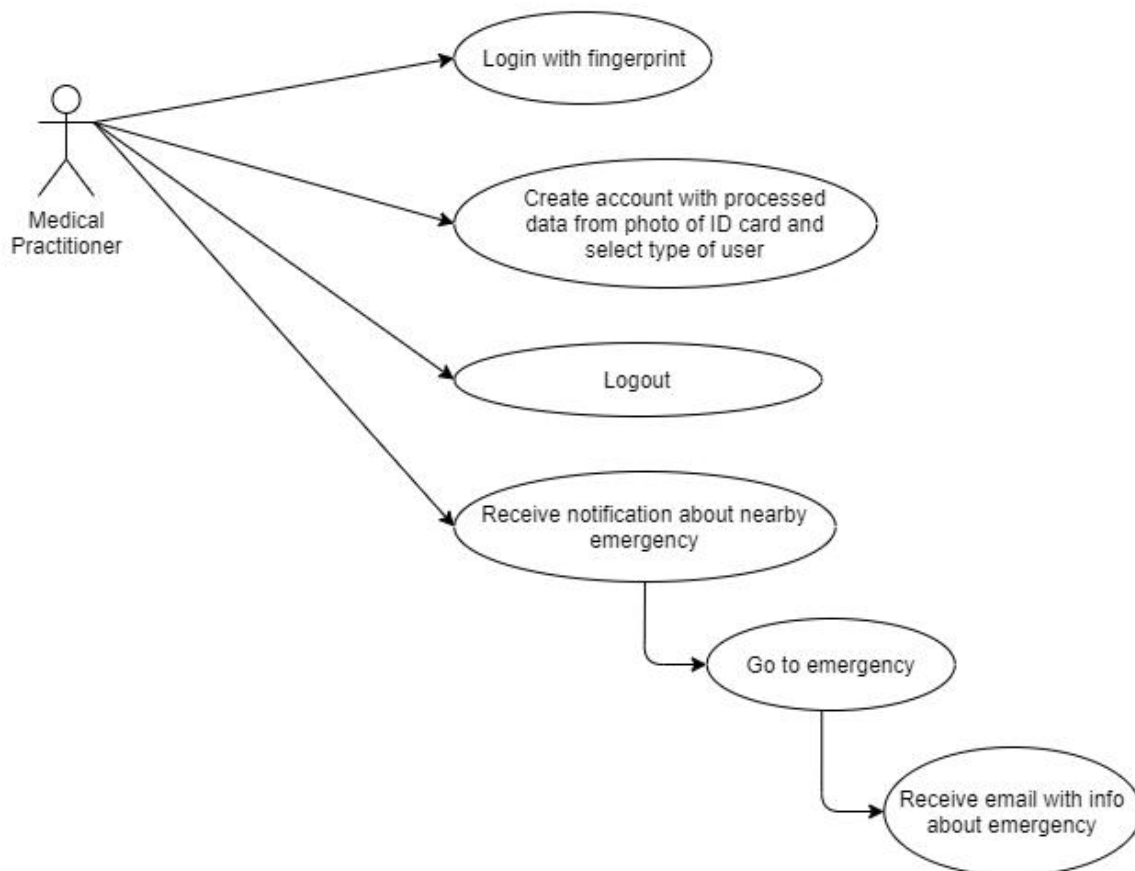 Login with fingerprint
Medical
Practitioner
Create account with processed
data from photo of ID card and
select type of user
Logout
Receive notification about nearby
emergency
Go to emergency
Receive email with info
about emergency